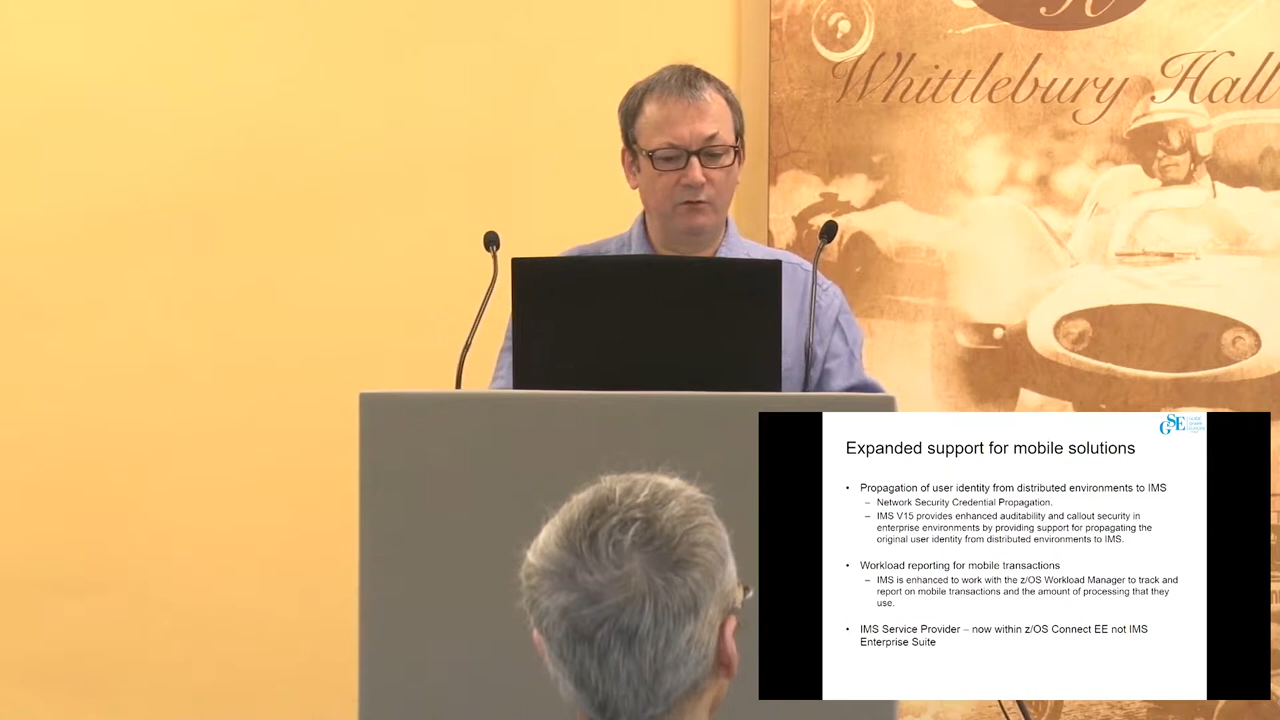 Whittlebury Hall
GSE
Expanded support for mobile solutions
• Propagation of user identity from distributed environments to IMS
– Network Security Credential Propagation.
– IMS V15 provides enhanced auditability and callout security in
enterprise environments by providing support for propagating the
original user identity from distributed environments to IMS.
• Workload reporting for mobile transactions
– IMS is enhanced to work with the z/OS Workload Manager to track and
report on mobile transactions and the amount of processing that they
use.
• IMS Service Provider – now within z/OS Connect EE not IMS
Enterprise Suite